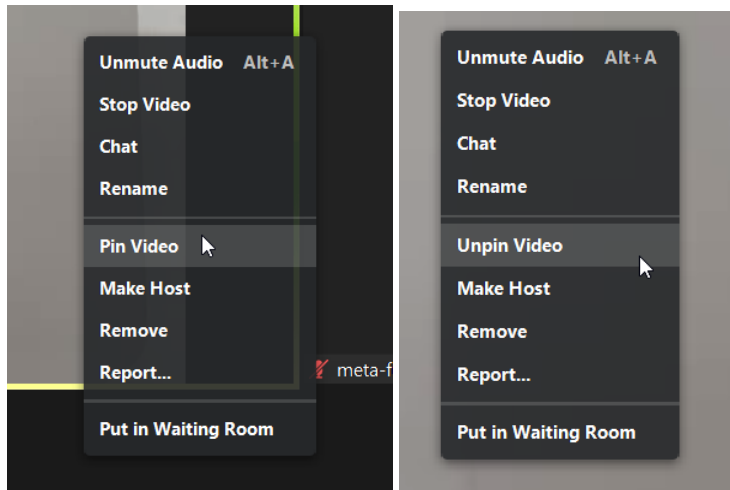 Unmute Audio Alt+A
Stop Video
Chat
Rename
Pin Video
Make Host
Remove
Report...
meta-f
Put in Waiting Room
Unmute Audio Alt+A
Stop Video
Chat
Rename
Unpin Video
Make Host
Remove
Report...
Put in Waiting Room